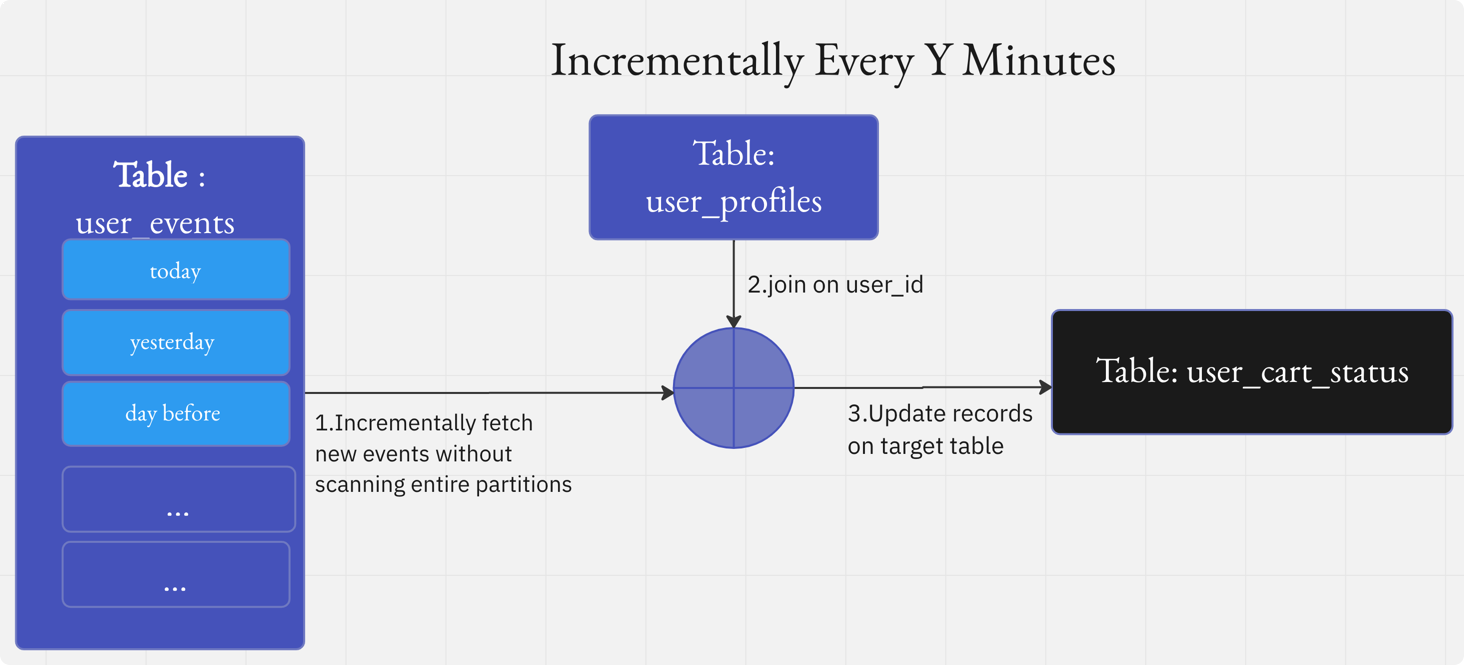 Incrementally Every Y Minutes
Table :
user_events
today
yesterday
day before
...
...
Table:
user_profiles
2.join on user_id
1.Incrementally fetch
new events without
scanning entire partitions
3.Update records
on target table
Table: user_cart_status